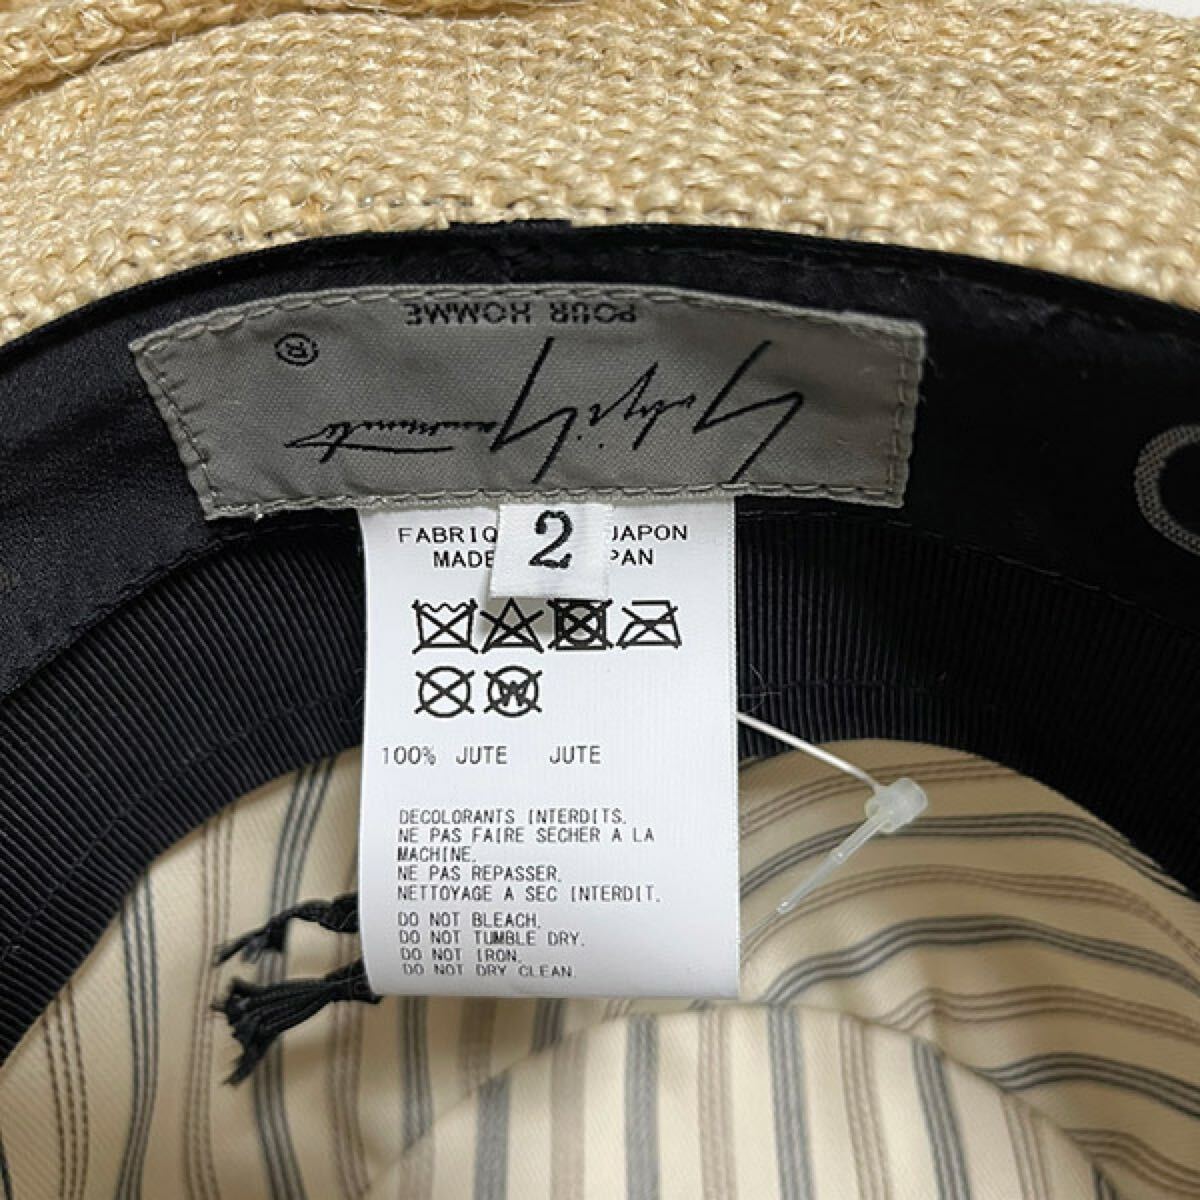 POUR HOMME
Yohji Yamamoto
®
2
FABRIQ JAPON
MADE PAN
W
100% JUTE JUTE
DECOLORANTS INTERDITS.
NE PAS FAIRE SECHER A LA
MACHINE.
NE PAS REPASSER.
NETTOYAGE A SEC INTERDIT.
DO NOT BLEACH.
DO NOT TUMBLE DRY.
DO NOT IRON.
DO NOT DRY CLEAN.